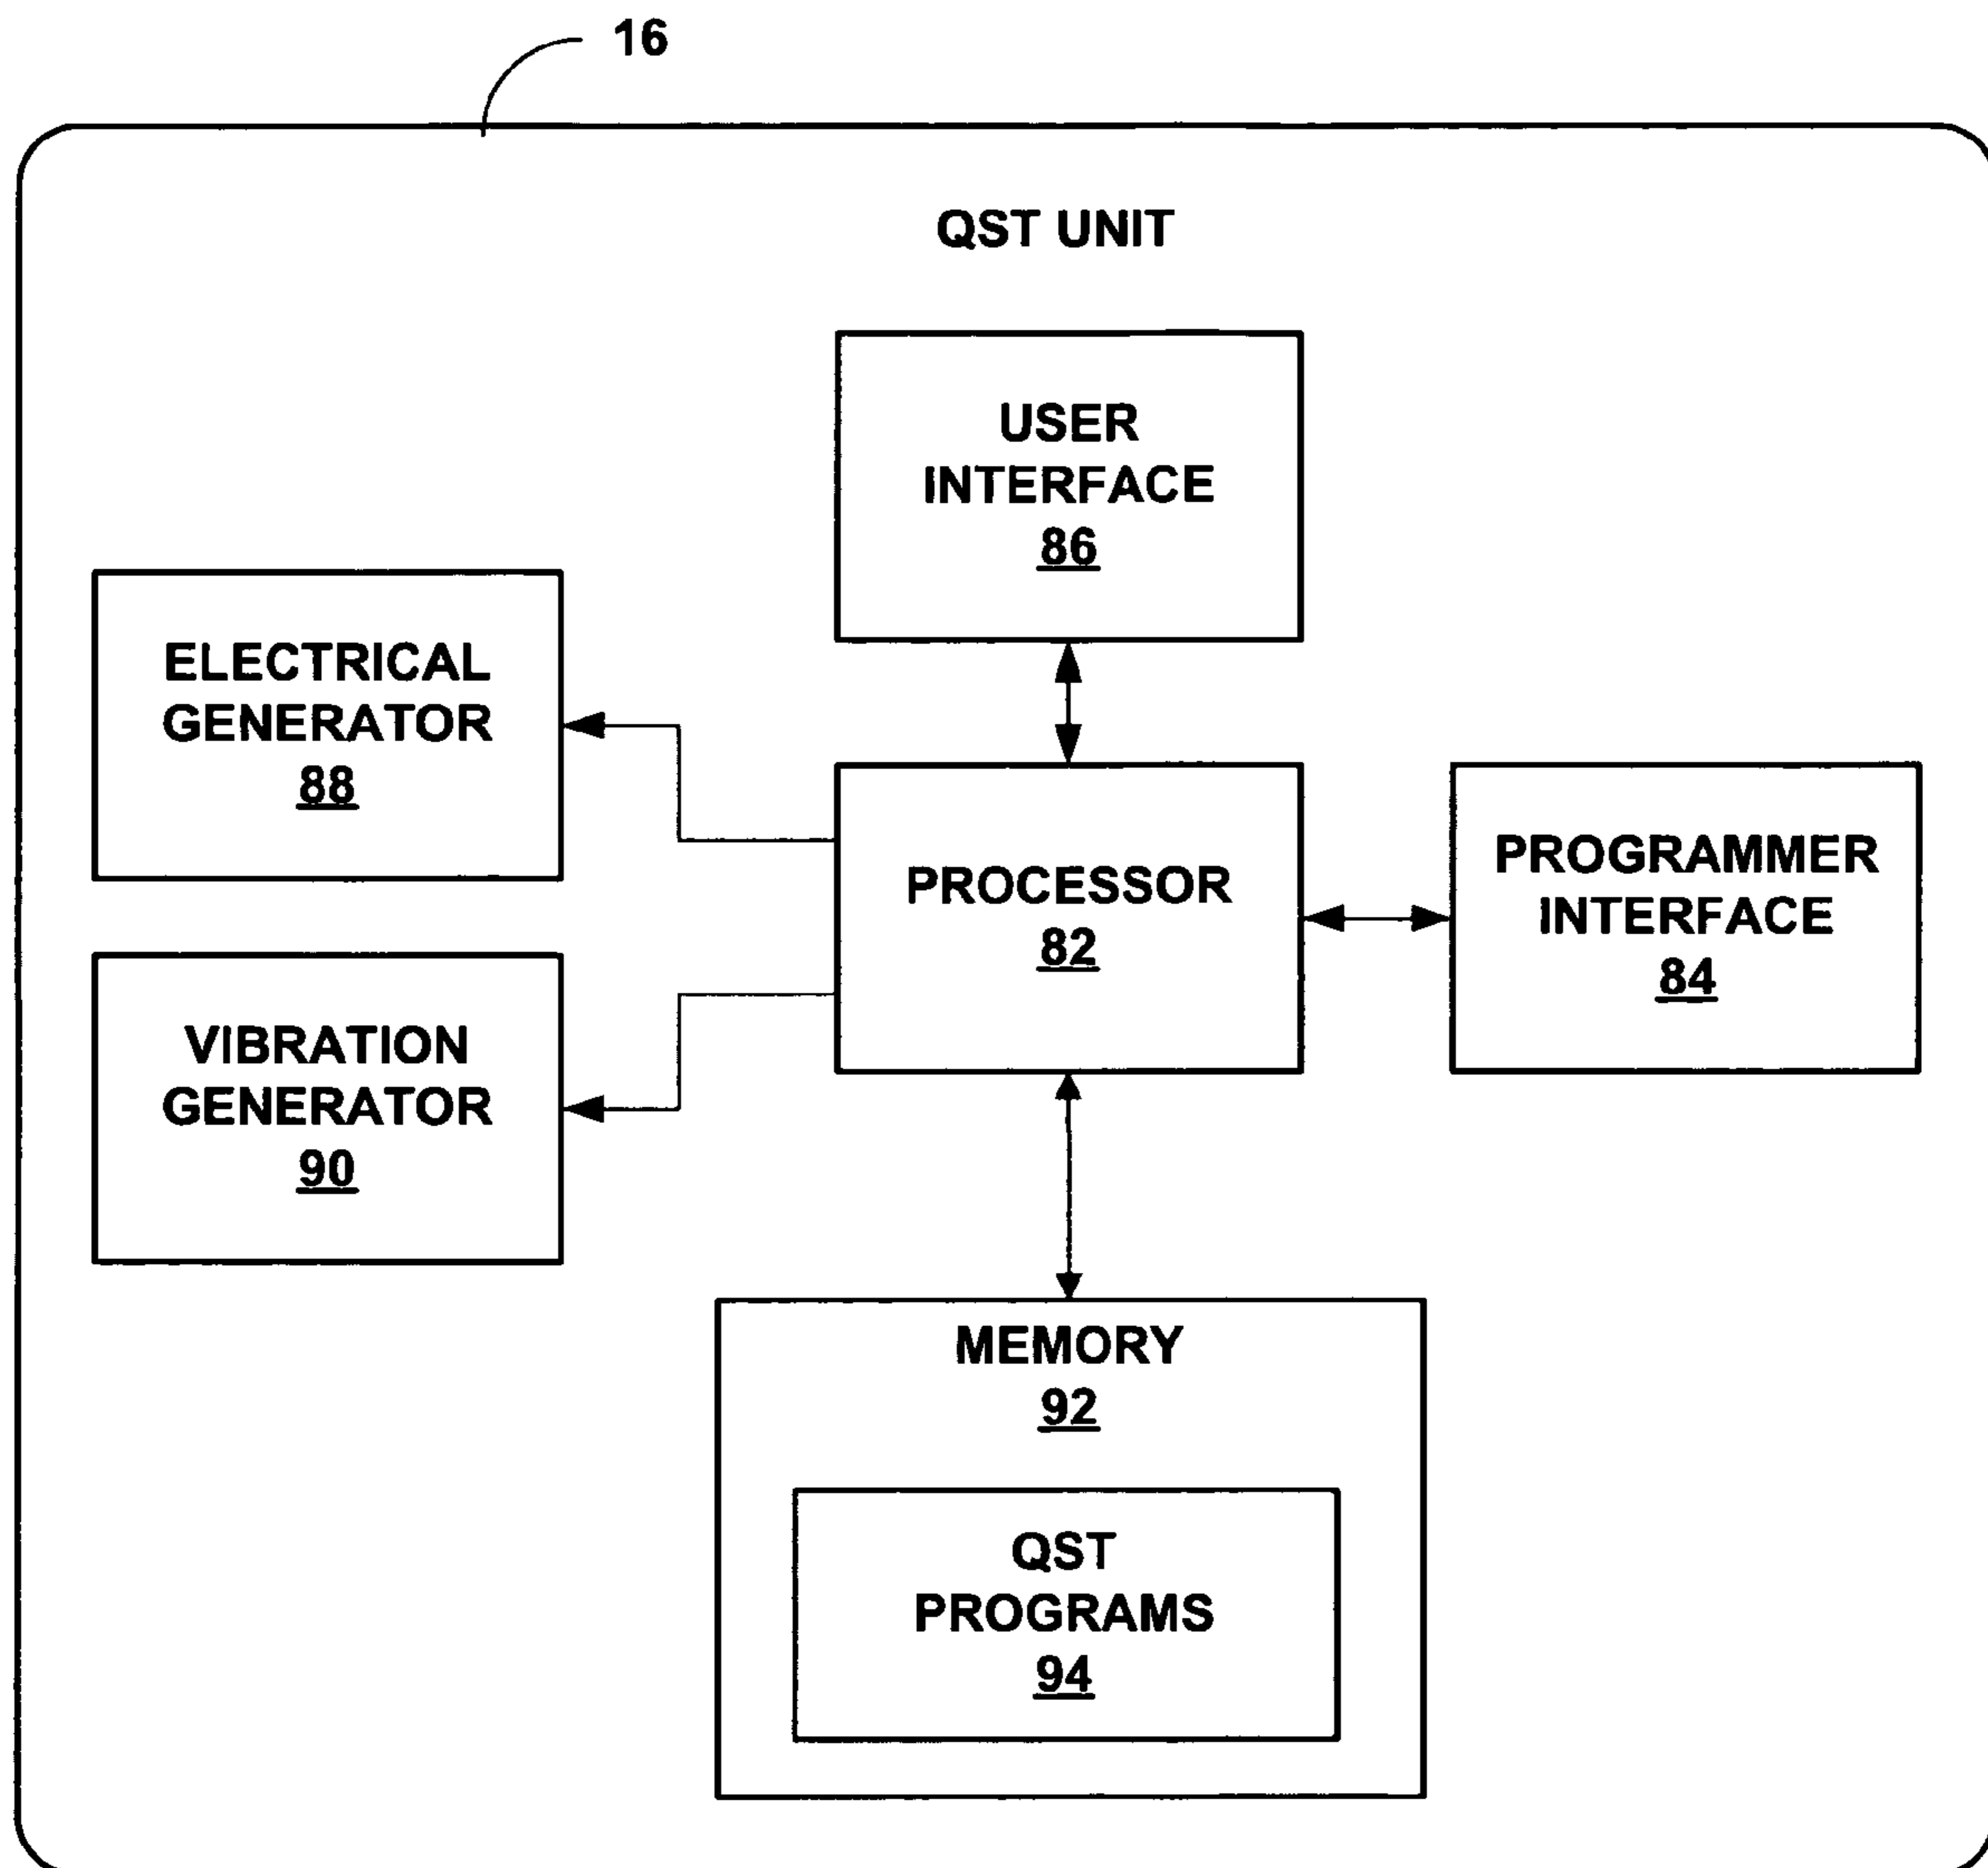 16
QST UNIT
USER
INTERFACE
86
ELECTRICAL
GENERATOR
88
PROCESSOR
82
PROGRAMMER
INTERFACE
84
VIBRATION
GENERATOR
90
MEMORY
92
QST
PROGRAMS
94